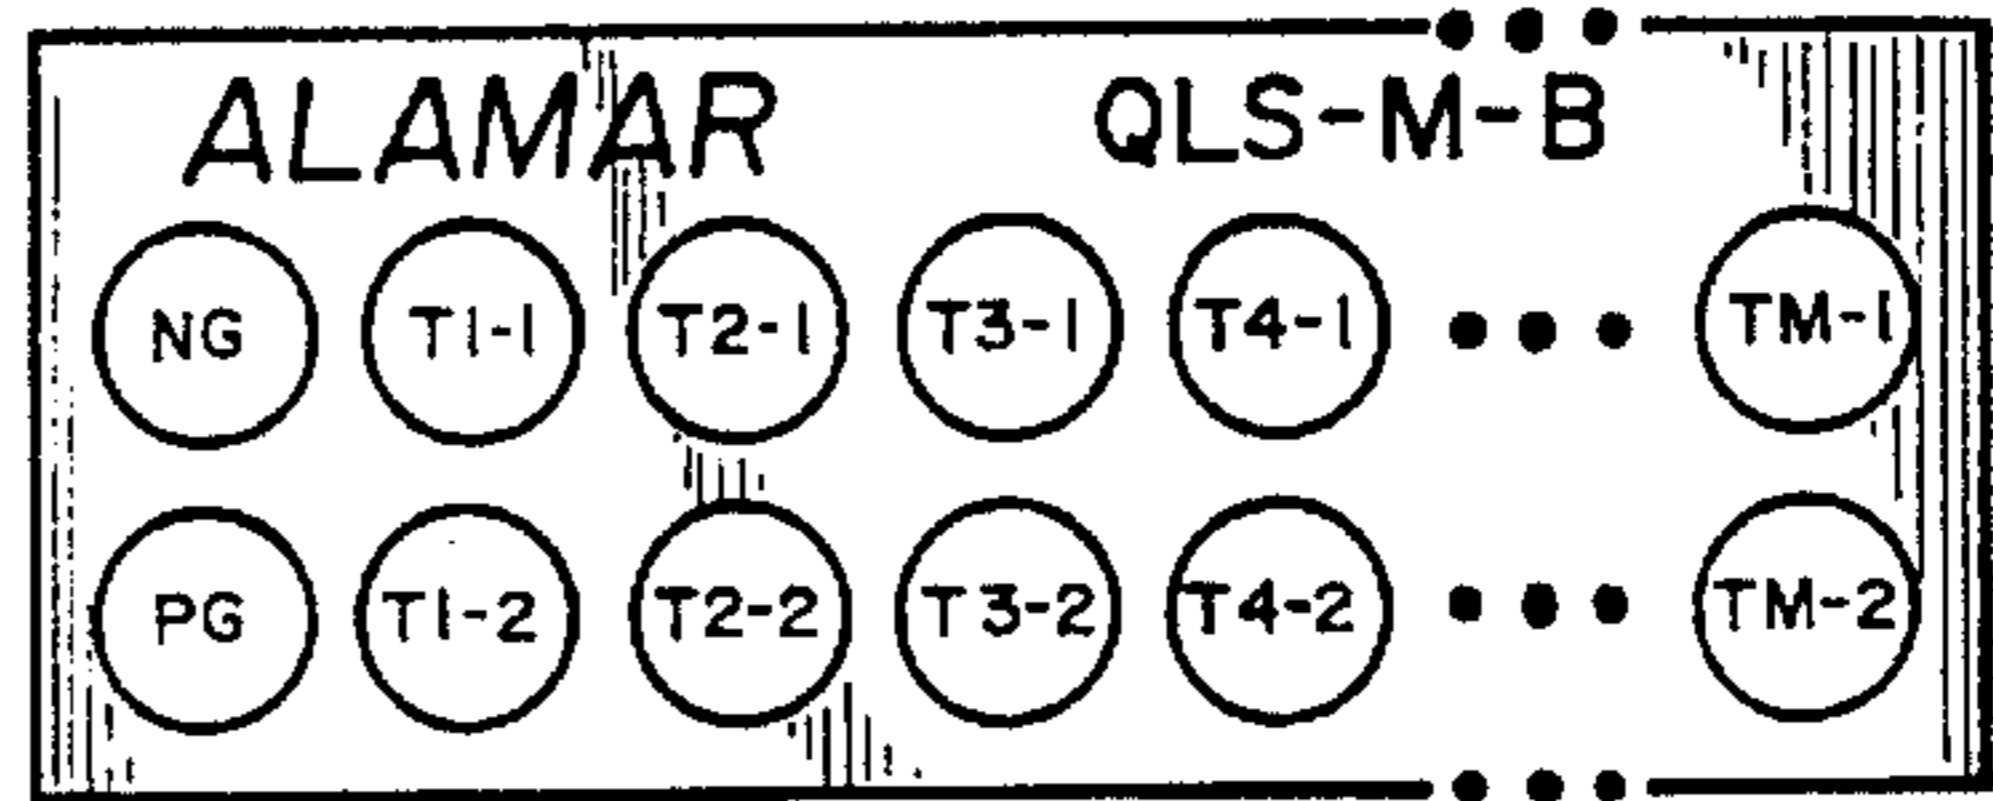 ALAMAR QLS-M-B
NG T1-1 T2-1 T3-1 T4-1 ••• TM-1
PG T1-2 T2-2 T3-2 T4-2 ••• TM-2